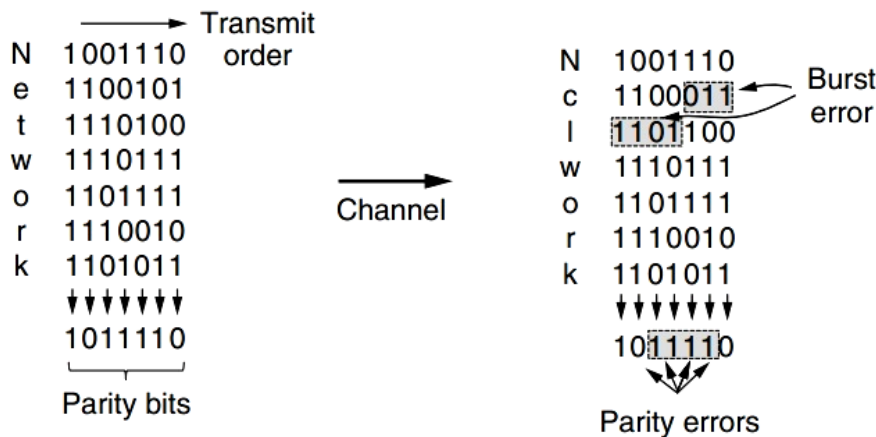 Transmit
order
N 1001110
e 1100101
t 1110100
w 1110111
o 1101111
r 1110010
k 1101011
1011110
Parity bits
Channel
N 1001110
c 1100011
l 1101100
w 1110111
o 1101111
r 1110010
k 1101011
1011110
Parity errors
Burst
error